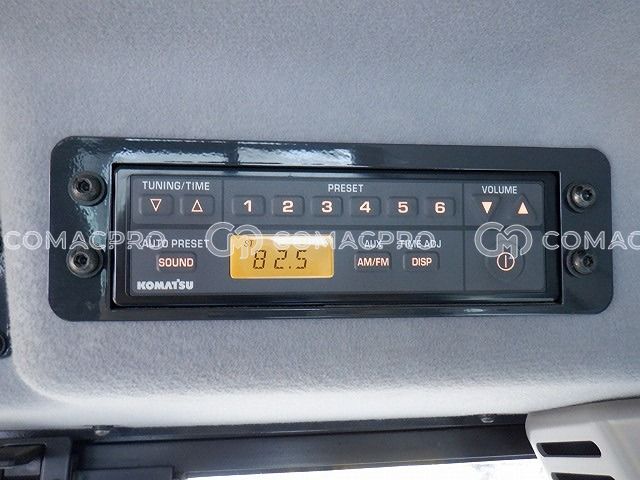 TUNING/TIME PRESET VOLUME
▽ △ 1 2 3 4 5 6 ▼ ▲
COMACPRO COMACPRO COMACPRO
AUTO PRESET ST AUX TIME ADJ
SOUND 82.5 AM/FM DISP
KOMATSU